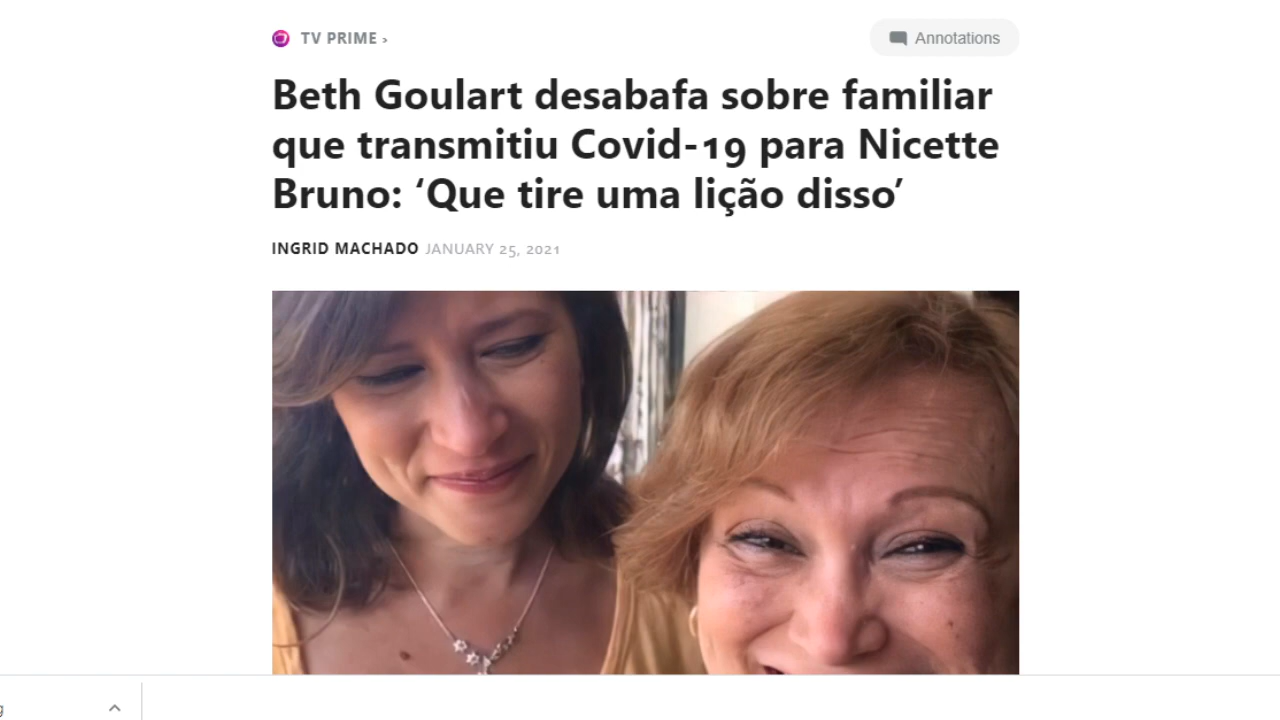 TV PRIME ›
Annotations
Beth Goulart desabafa sobre familiar
que transmitiu Covid-19 para Nicette
Bruno: ‘Que tire uma lição disso’
INGRID MACHADO JANUARY 25, 2021